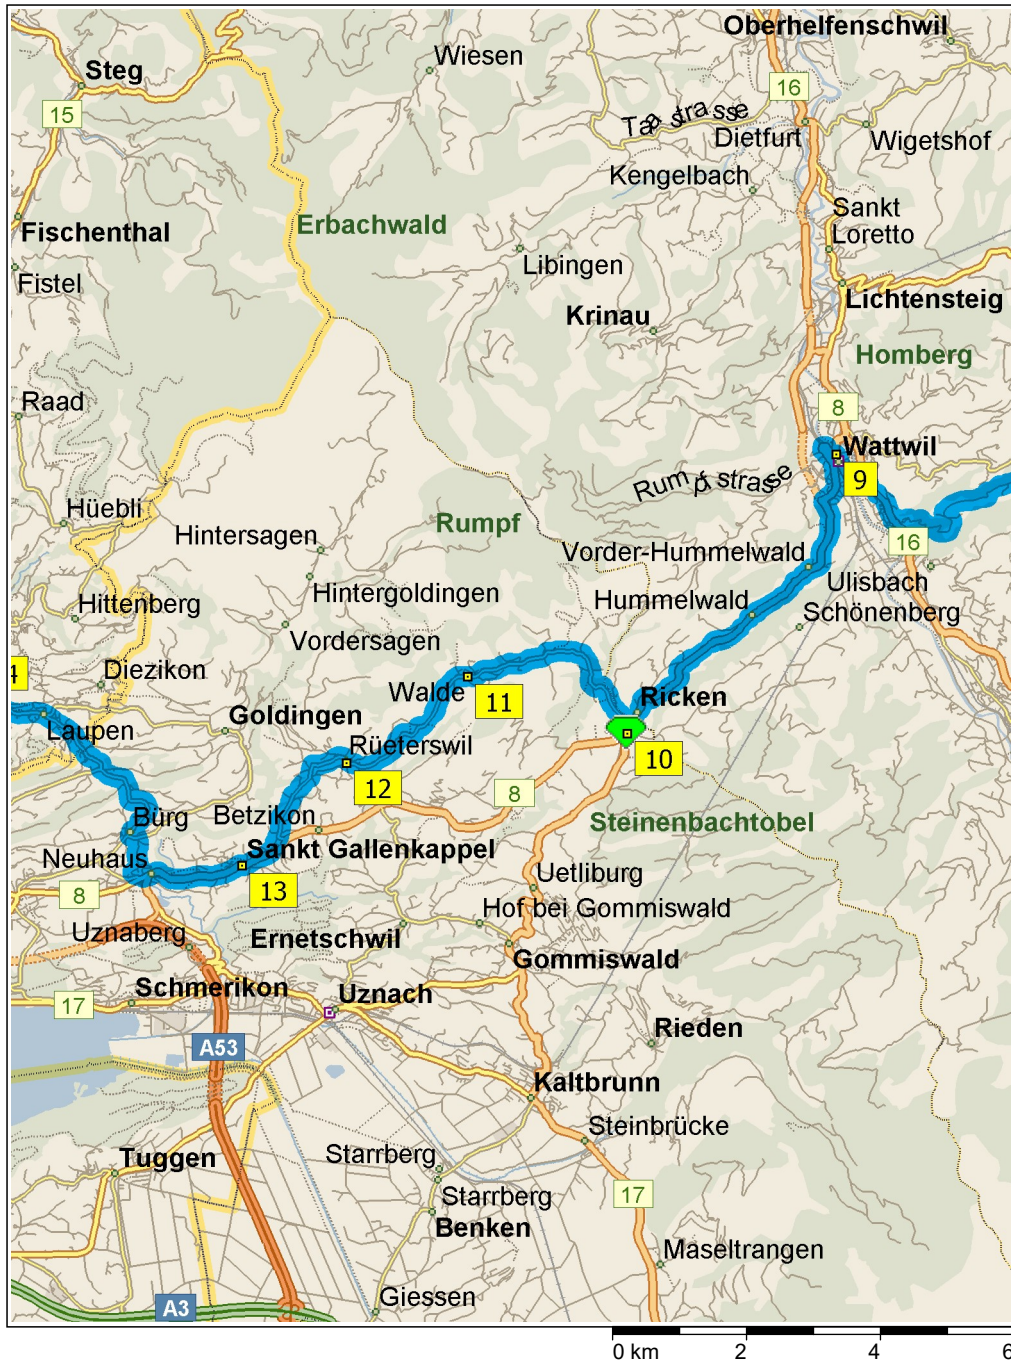 Oberhelfenschwil
Wiesen
Steg
16
15
Taa strasse
Dietfurt
Wigetshof
Kengelbach
Sankt
Loretto
Fischenthal
Erbachwald
Libingen
Fistel
Lichtensteig
Krinau
Homberg
Raad
8
Wattwil
Rumpf strasse
9
Hüebli
Rumpf
Hintersagen
16
Vorder-Hummelwald
Ulisbach
Hintergoldingen
Hummelwald
Hittenberg
Schönenberg
Vordersagen
Diezikon
4
Walde
11
Ricken
Goldingen
Laupen
Rüeterswil
10
12
8
Betzikon
Bürg
Steinenbachtobel
Sankt Gallenkappel
Neuhaus
Uetliburg
13
8
Hof bei Gommiswald
Uznaberg
Ernetschwil
Gommiswald
Schmerikon
Uznach
17
Rieden
A53
Kaltbrunn
Steinbrücke
Starrberg
Tuggen
17
Starrberg
Benken
Maseltrangen
Giessen
A3
0 km 2 4 6